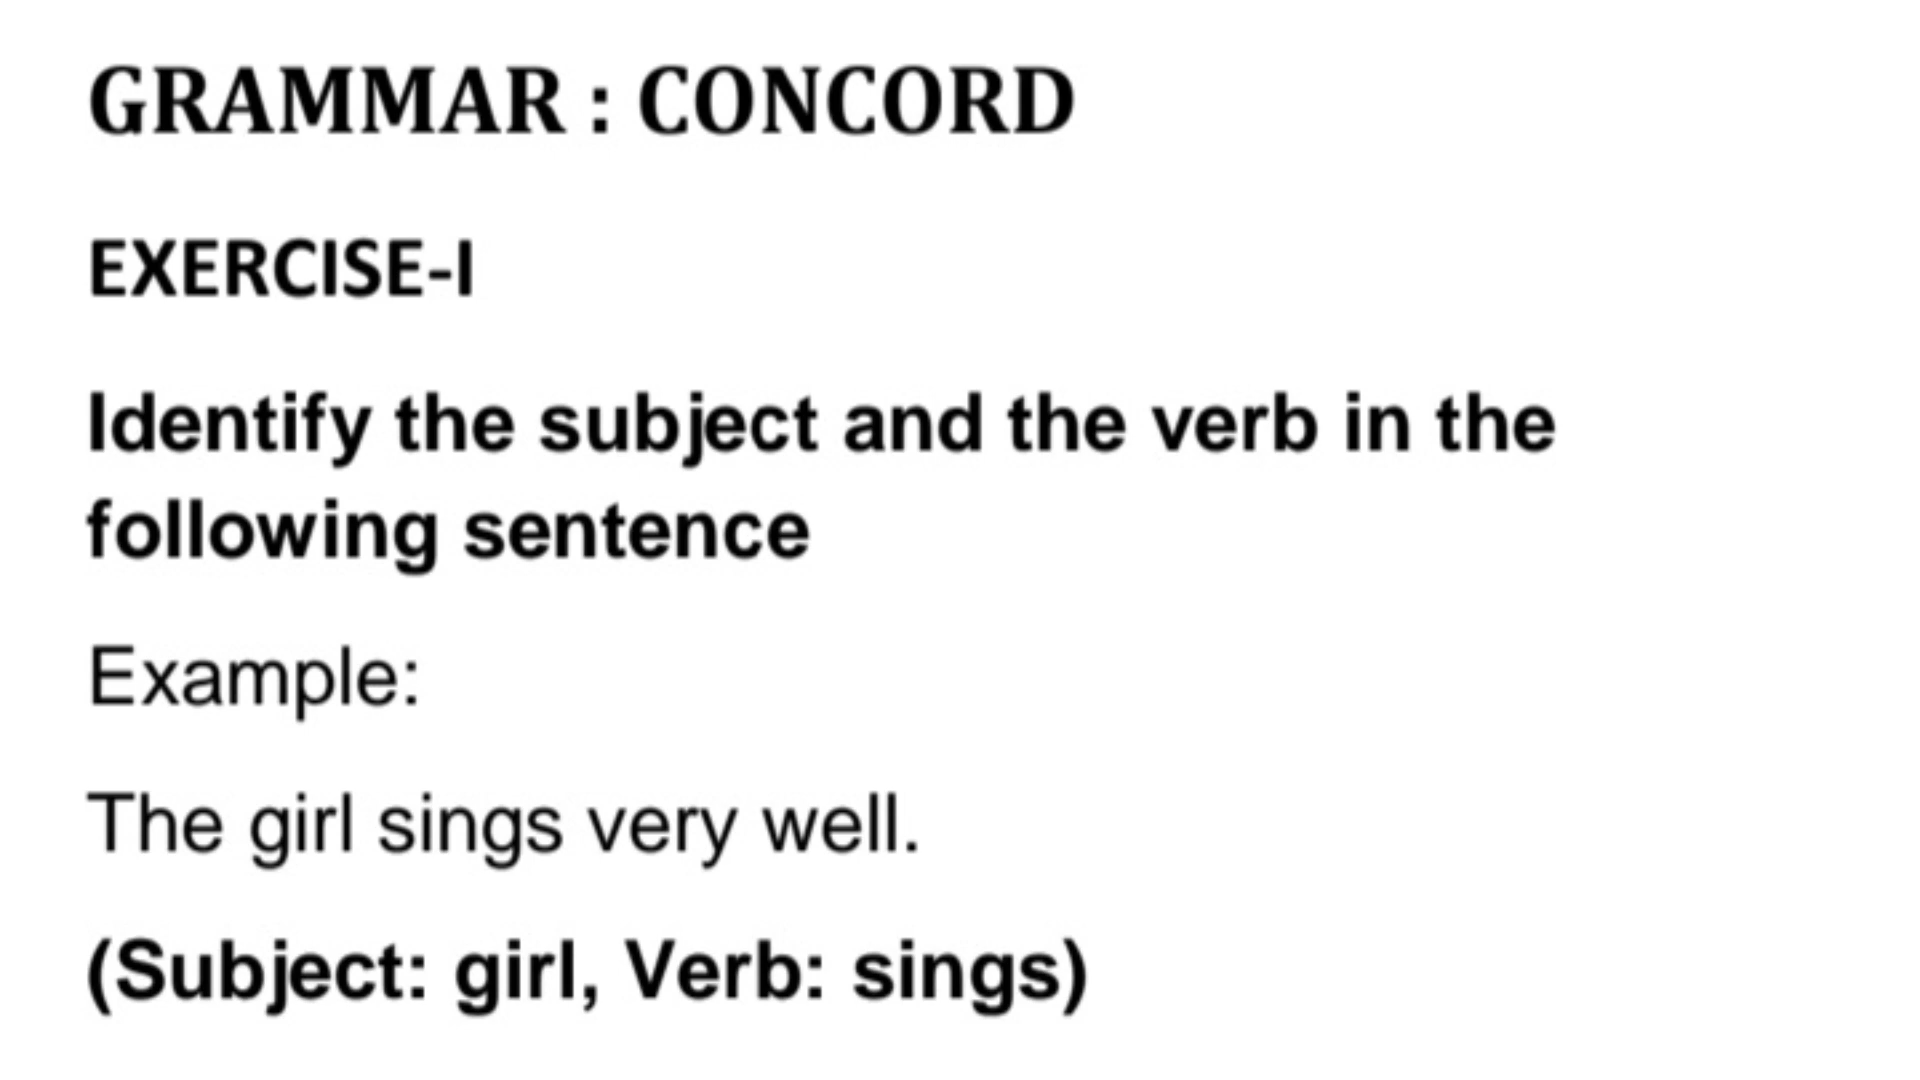 GRAMMAR : CONCORD
EXERCISE-I
Identify the subject and the verb in the
following sentence
Example:
The girl sings very well.
(Subject: girl, Verb: sings)